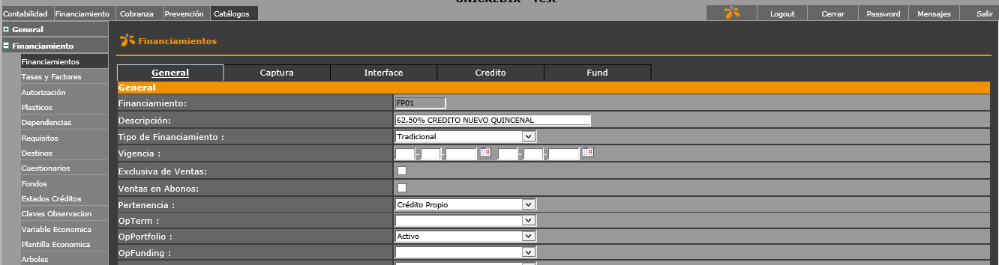 UNICREDIX - Test
Contabilidad Financiamiento Cobranza Prevención Catálogos Logout Cerrar Password Mensajes Salir
General
Financiamiento
Financiamientos
Tasas y Factores
Autorización
Plasticos
Dependencias
Requisitos
Destinos
Cuestionarios
Fondos
Estados Créditos
Claves Observacion
Variable Economica
Plantilla Economica
Arboles
Financiamientos
General Captura Interface Credito Fund
General
Financiamiento: FP01
Descripción: 62.50% CREDITO NUEVO QUINCENAL
Tipo de Financiamiento : Tradicional
Vigencia : - - - -
Exclusiva de Ventas:
Ventas en Abonos:
Pertenencia : Crédito Propio
OpTerm :
OpPortfolio : Activo
OpFunding :